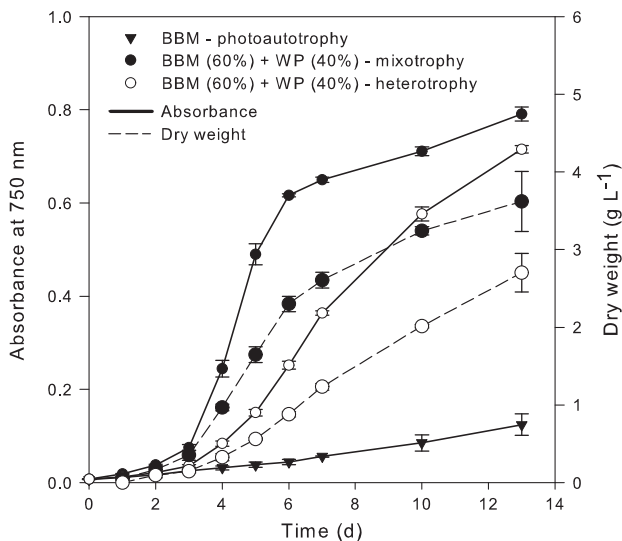 BBM - photoautotrophy
BBM (60%) + WP (40%) - mixotrophy
BBM (60%) + WP (40%) - heterotrophy
Absorbance
Dry weight
Absorbance at 750 nm
1.0
0.8
0.6
0.4
0.2
0.0
Dry weight (g L-1)
6
5
4
3
2
1
0
0 2 4 6 8 10 12 14
Time (d)